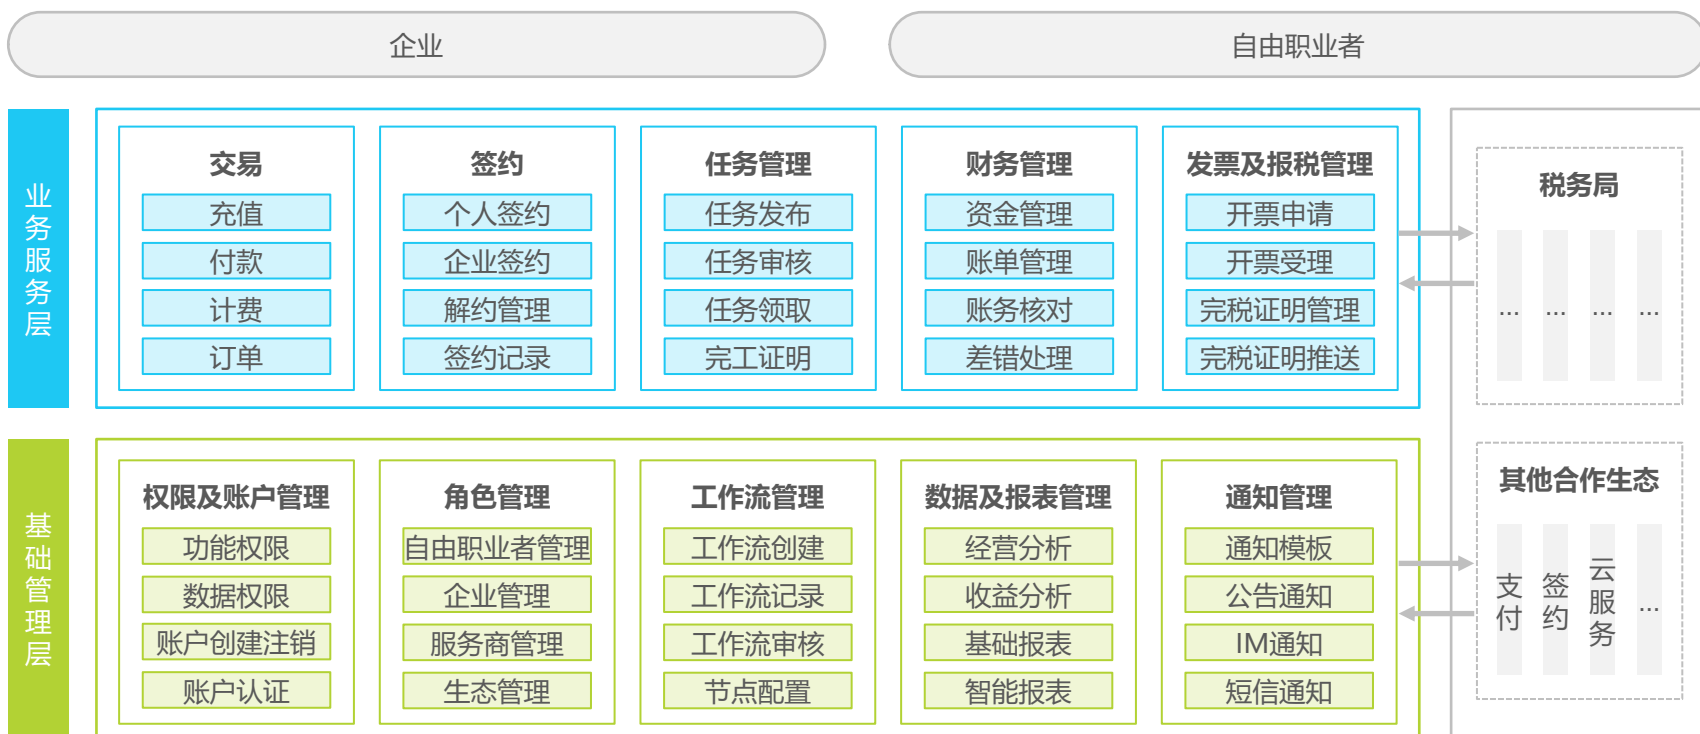 企业
自由职业者
业务服务层
交易
充值
付款
计费
订单
签约
个人签约
企业签约
解约管理
签约记录
任务管理
任务发布
任务审核
任务领取
完工证明
财务管理
资金管理
账单管理
账务核对
差错处理
发票及报税管理
开票申请
开票受理
完税证明管理
完税证明推送
税务局
...
...
...
...
基础管理层
权限及账户管理
功能权限
数据权限
账户创建注销
账户认证
角色管理
自由职业者管理
企业管理
服务商管理
生态管理
工作流管理
工作流创建
工作流记录
工作流审核
节点配置
数据及报表管理
经营分析
收益分析
基础报表
智能报表
通知管理
通知模板
公告通知
IM通知
短信通知
其他合作生态
支付
签约
云服务
...